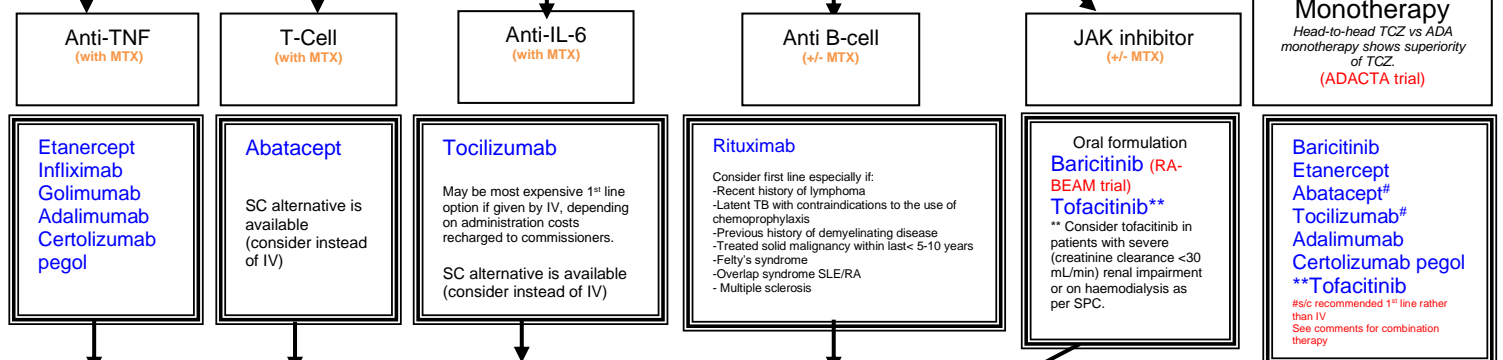 Anti-TNF
(with MTX)
T-Cell
(with MTX)
Anti-IL-6
(with MTX)
Anti B-cell
(+/- MTX)
JAK inhibitor
(+/- MTX)
Monotherapy
Head-to-head TCZ vs ADA
monotherapy shows superiority
of TCZ.
(ADACTA trial)
Etanercept
Infliximab
Golimumab
Adalimumab
Certolizumab
pegol
Abatacept
SC alternative is
available
(consider instead
of IV)
Tocilizumab
May be most expensive 1st line
option if given by IV, depending
on administration costs
recharged to commissioners.
SC alternative is available
(consider instead of IV)
Rituximab
Consider first line especially if:
-Recent history of lymphoma
-Latent TB with contraindications to the use of
chemoprophylaxis
-Previous history of demyelinating disease
-Treated solid malignancy within last< 5-10 years
-Felty's syndrome
-Overlap syndrome SLE/RA
- Multiple sclerosis
Oral formulation
Baricitinib (RA-
BEAM trial)
Tofacitinib**
** Consider tofacitinib in
patients with severe
(creatinine clearance <30
mL/min) renal impairment
or on haemodialysis as
per SPC.
Baricitinib
Etanercept
Abatacept#
Tocilizumab#
Adalimumab
Certolizumab pegol
**Tofacitinib
#s/c recommended 1st line rather
than IV
See comments for combination
therapy